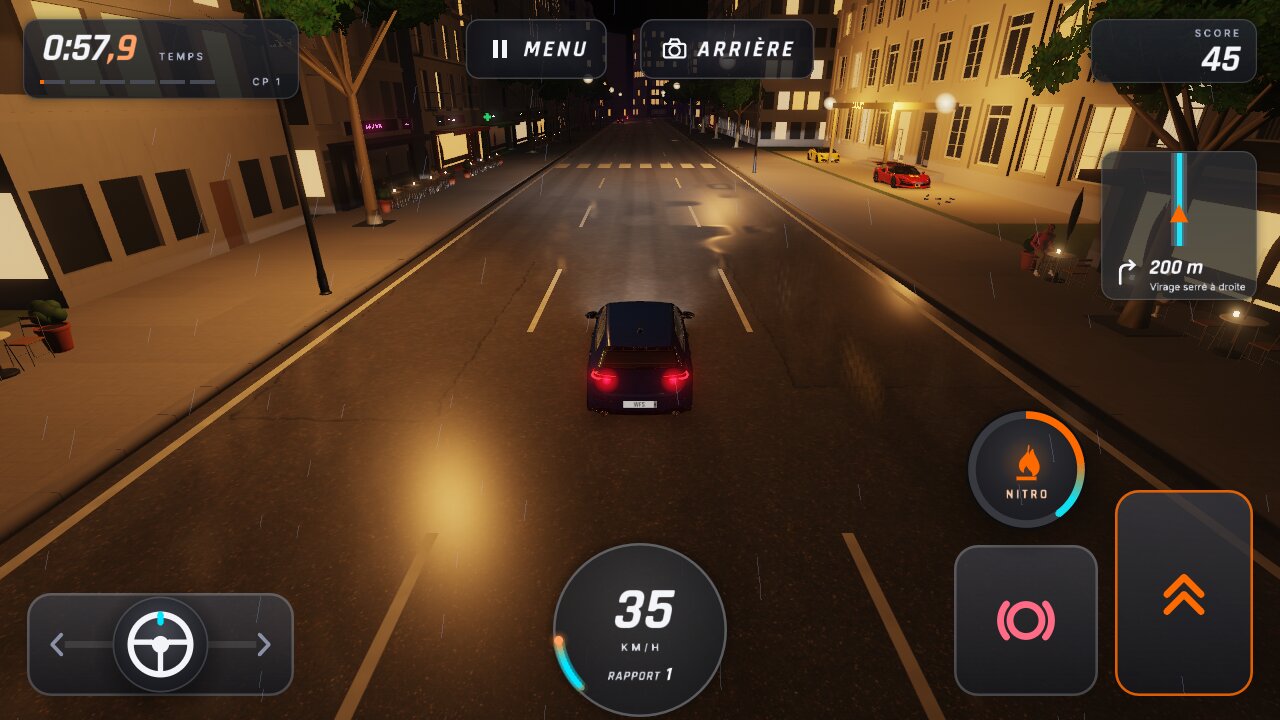 0:57,9 TEMPS
CP 1
MENU
ARRIÈRE
SCORE
45
200 m
Virage serré à droite
NITRO
35
KM/H
RAPPORT 1
WFS